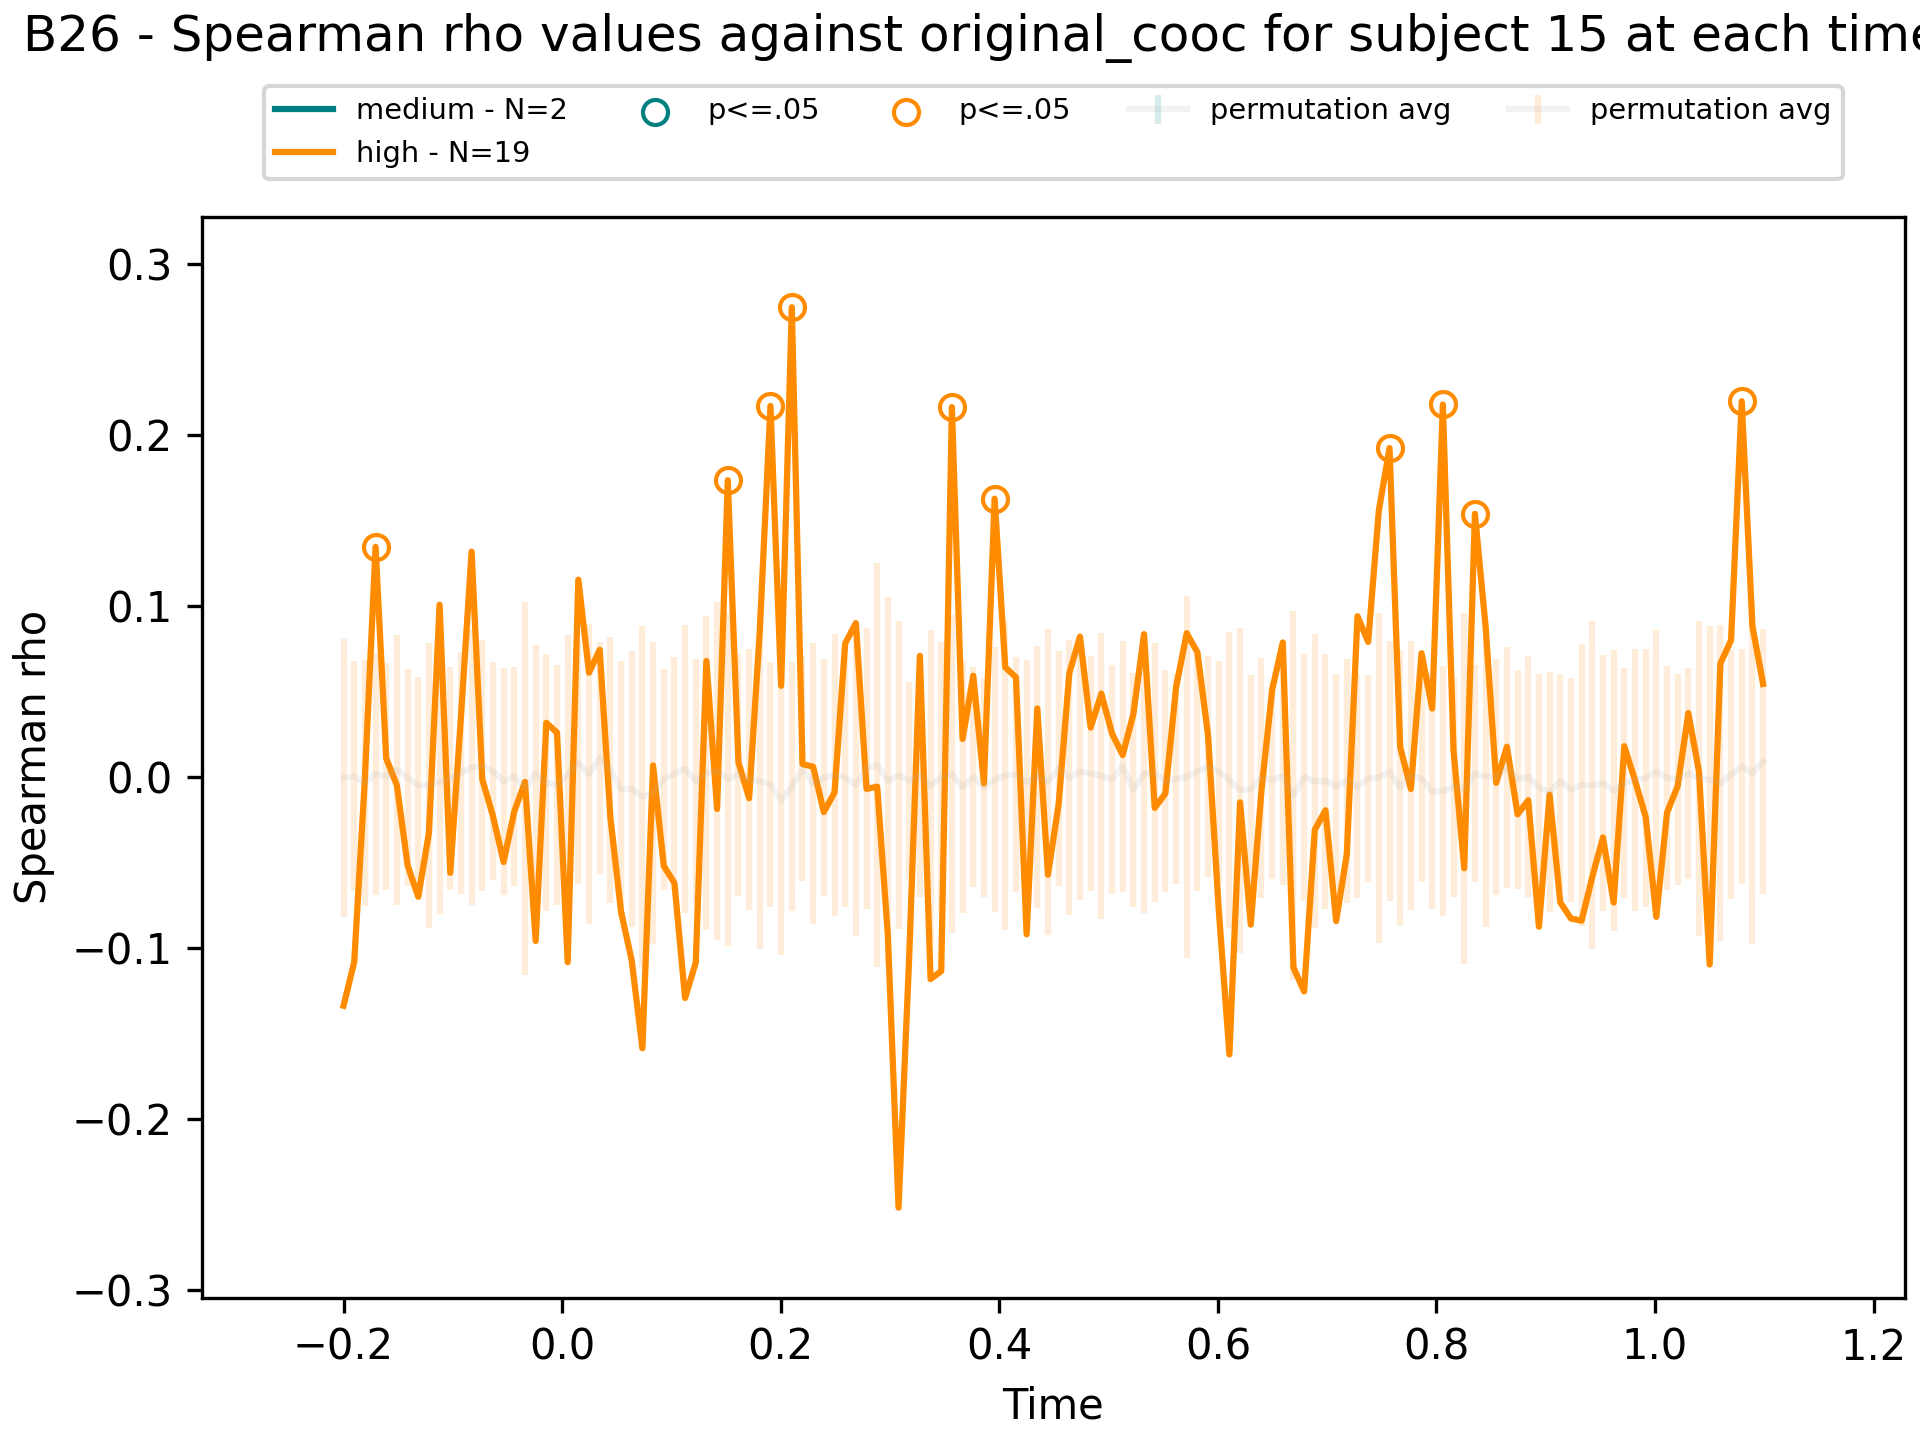 B26 - Spearman rho values against original_cooc for subject 15 at each time
medium - N=2 p<=.05 p<=.05 permutation avg permutation avg
high - N=19
0.3
0.2
0.1
0.0
−0.1
−0.2
−0.3
Spearman rho
−0.2 0.0 0.2 0.4 0.6 0.8 1.0 1.2
Time